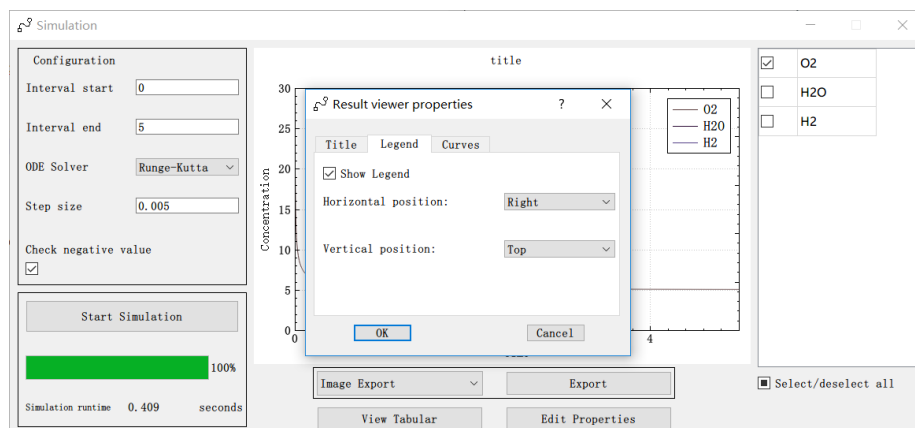 Simulation
Configuration
Interval start 0
Interval end 5
ODE Solver Runge-Kutta
Step size 0.005
Check negative value
Start Simulation
100%
Simulation runtime 0.409 seconds
title
Concentration
30
25
20
15
10
5
0
0
4
O2
H2O
H2
Result viewer properties ?
Title Legend Curves
Show Legend
Horizontal position: Right
Vertical position: Top
OK Cancel
Image Export Export
View Tabular Edit Properties
O2
H2O
H2
Select/deselect all